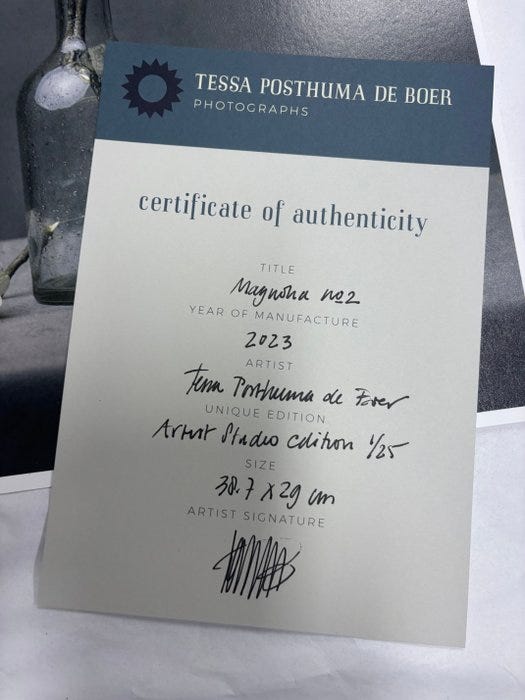 TESSA POSTHUMA DE BOER
PHOTOGRAPHS
certificate of authenticity
TITLE
Magnolia no2
YEAR OF MANUFACTURE
2023
ARTIST
Tessa Posthuma de Boer
UNIQUE EDITION
Artist Studio edition 1/25
SIZE
38.7 x 29 cm
ARTIST SIGNATURE